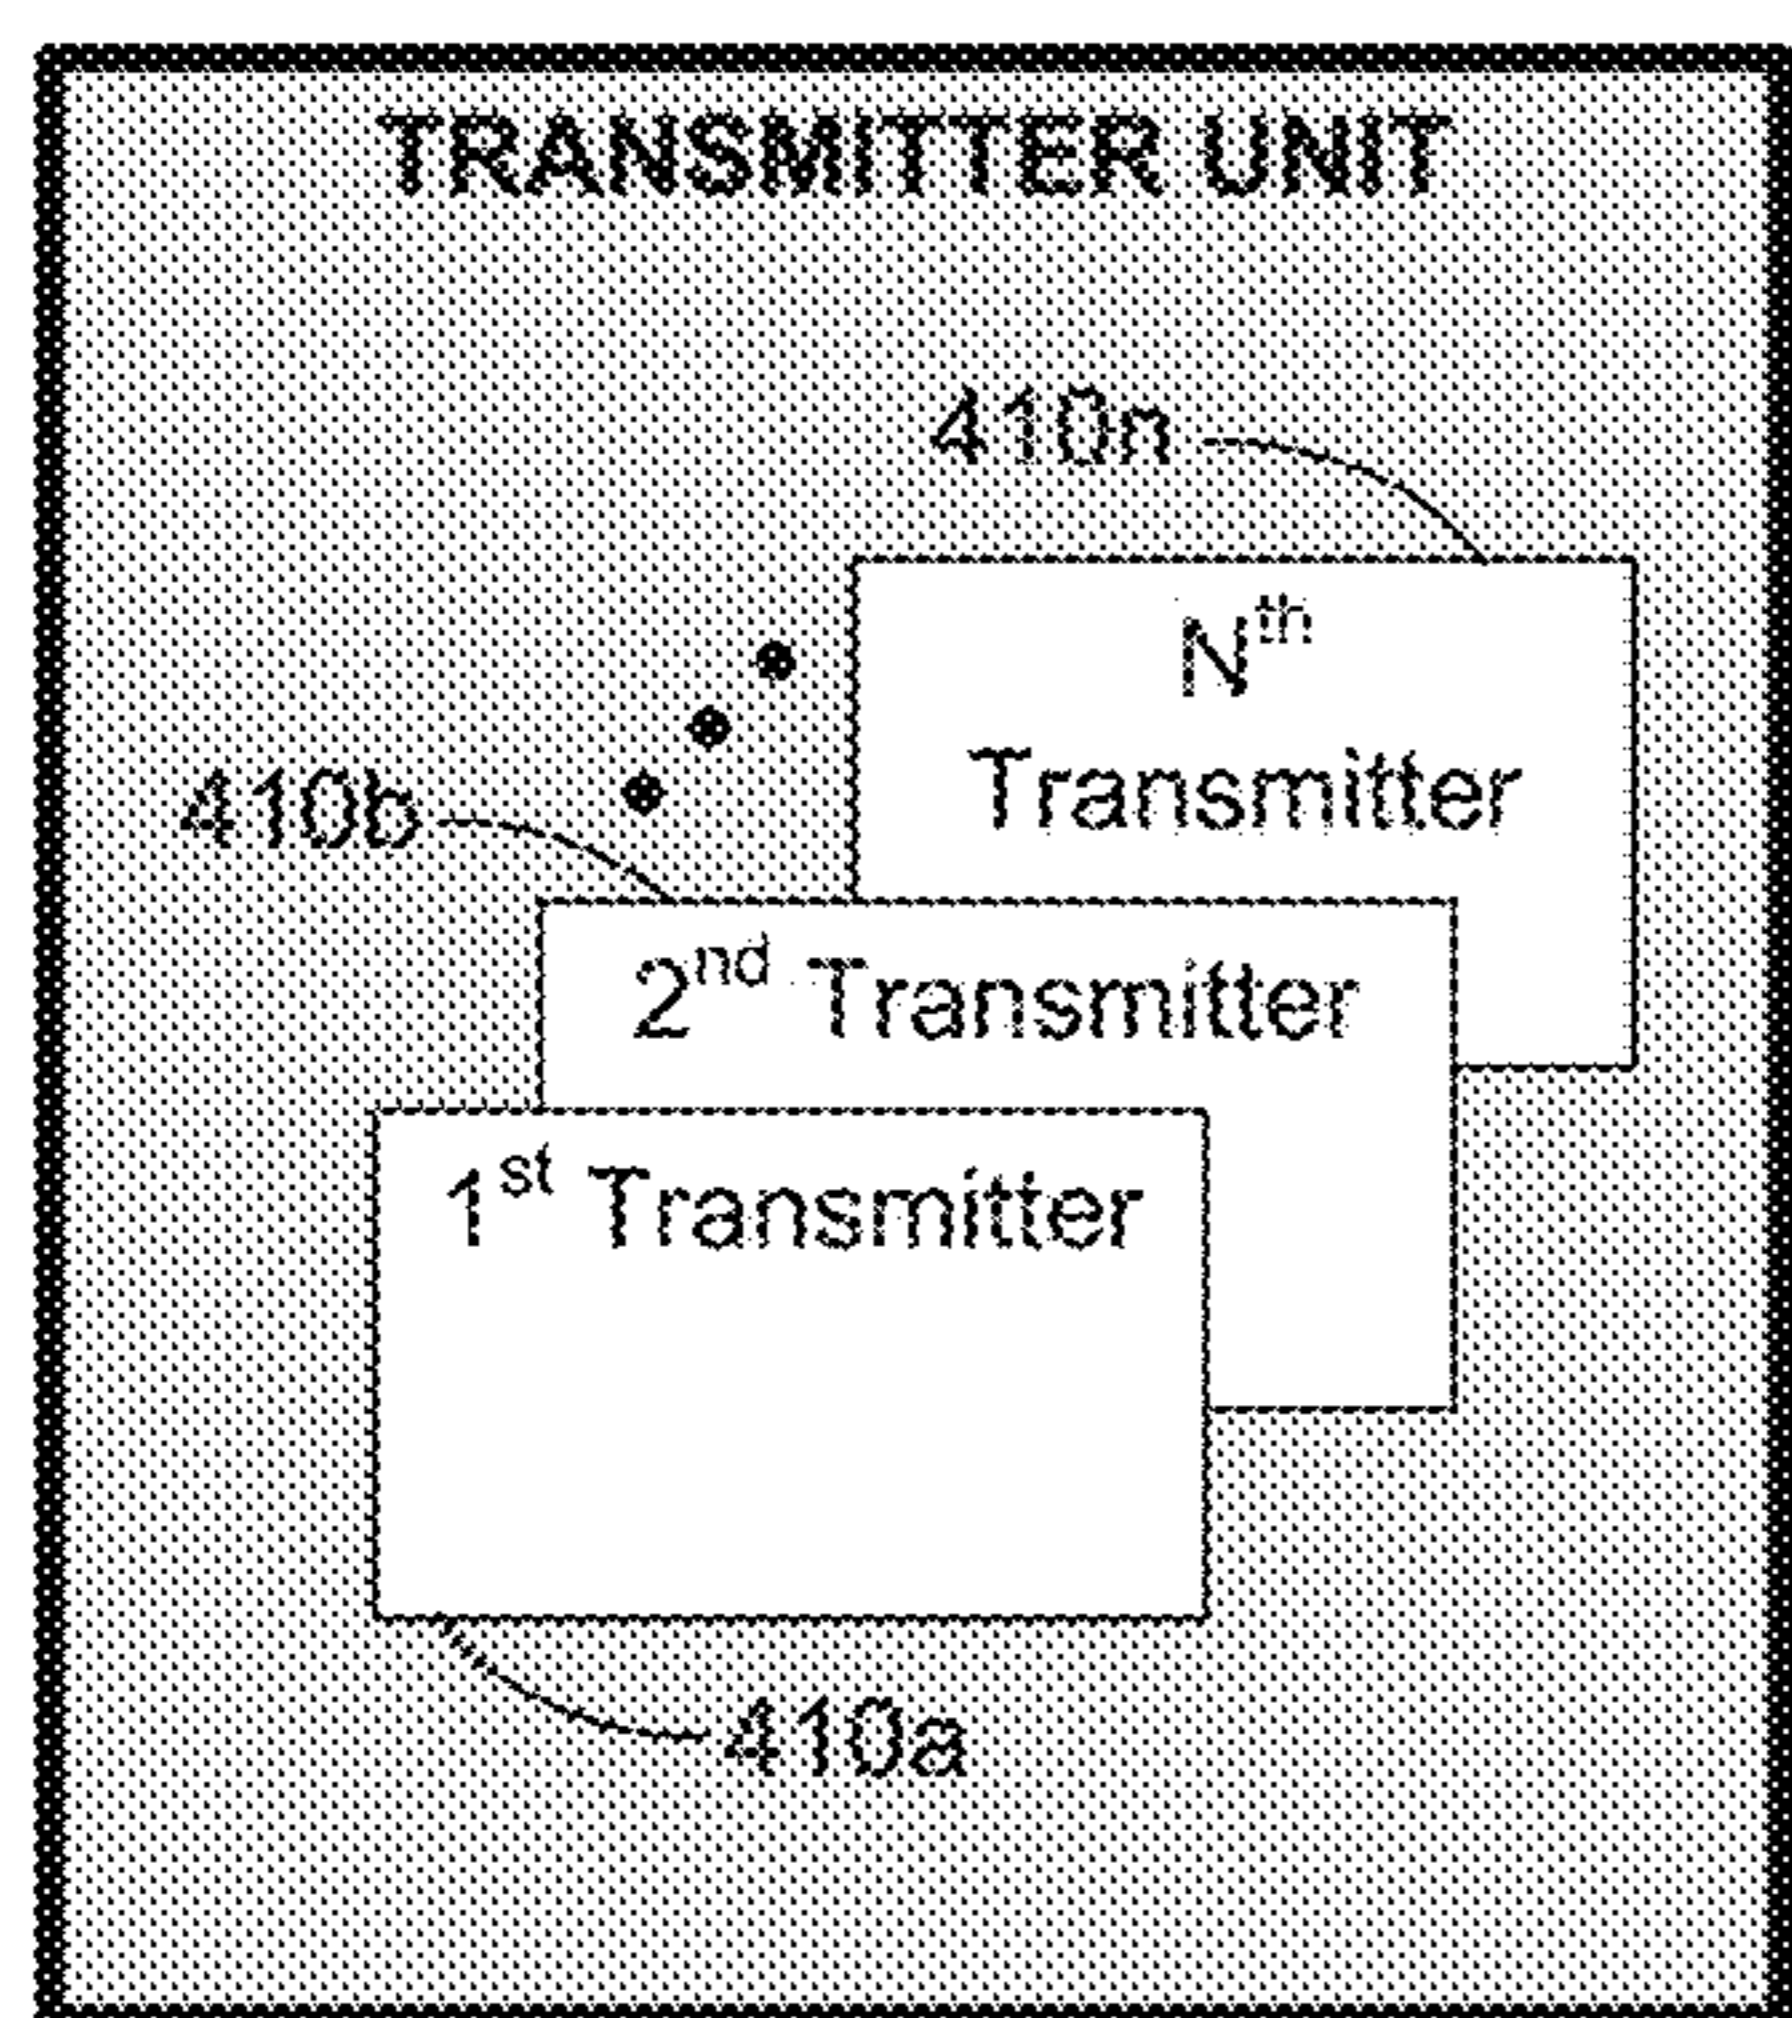 TRANSMITTER UNIT
410n
Nth
Transmitter
410b
2nd Transmitter
1st Transmitter
410a